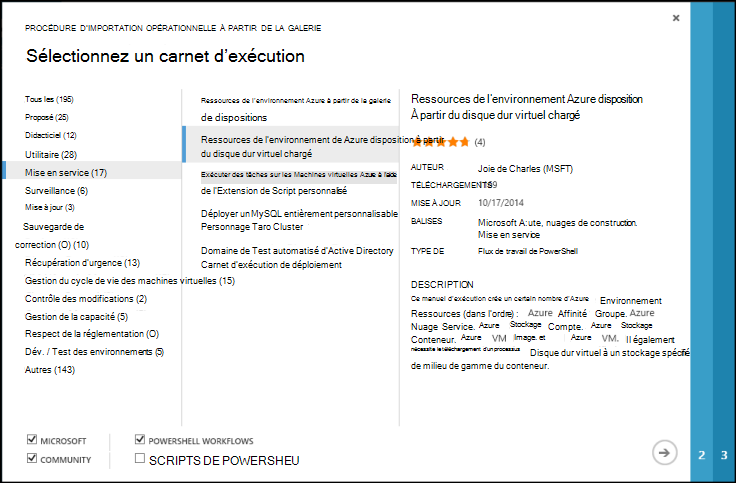 PROCÉDURE D'IMPORTATION OPÉRATIONNELLE À PARTIR DE LA GALERIE
Sélectionnez un carnet d'exécution
Tous les (195)
Proposé (25)
Didacticiel (12)
Utilitaire (28)
Mise en service (17)
Surveillance (6)
Mise à jour (3)
Sauvegarde de
correction (O) (10)
Récupération d'urgence (13)
Gestion du cycle de vie des machines virtuelles (15)
Contrôle des modifications (2)
Gestion de la capacité (5)
Respect de la réglementation (O)
Dév. / Test des environnements (5)
Autres (143)
Ressources de l'environnement Azure à partir de la galerie
de dispositions
Ressources de l'environnement de Azure disposition à partir
du disque dur virtuel chargé
Exécuter des tâches sur les Machines virtuelles Azure à l'aide
de l'Extension de Script personnalisé
Déployer un MySQL entièrement personnalisable
Personnage Taro Cluster
Domaine de Test automatisé d'Active Directory
Carnet d'exécution de déploiement
Ressources de l'environnement Azure disposition
À partir du disque dur virtuel chargé
(4)
AUTEUR Joie de Charles (MSFT)
TÉLÉCHARGEMENTS
MISE À JOUR 10/17/2014
BALISES Microsoft A:ute, nuages de construction.
Mise en service
TYPE DE Flux de travail de PowerShell
DESCRIPTION
Ce manuel d'exécution crée un certain nombre d'Azure Environnement
Ressources (dans l'ordre) : Azure Affinité Groupe. Azure
Nuage Service. Azure Stockage Compte. Azure Stockage
Conteneur. Azure VM Image. et Azure VM. Il également
nécessite le téléchargement d'un processus Disque dur virtuel à un stockage spécifié
de milieu de gamme du conteneur.
MICROSOFT
POWERSHELL WORKFLOWS
COMMUNITY
SCRIPTS DE POWERSHEU
2 3